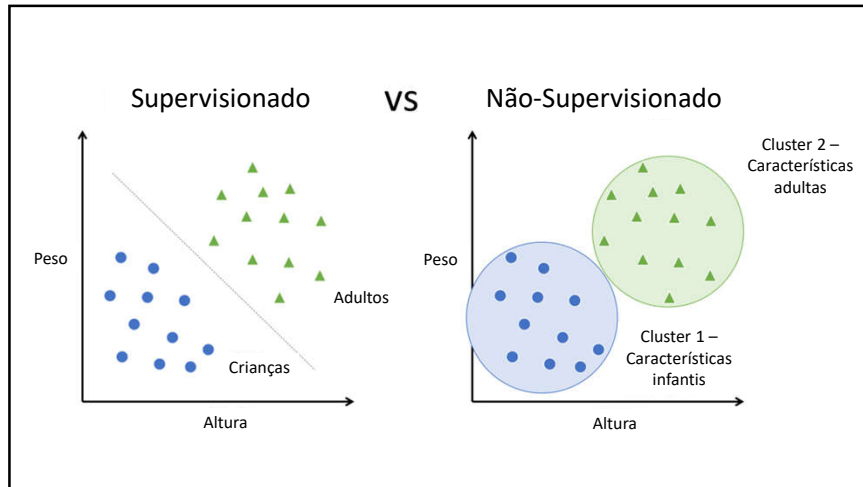 Supervisionado
vs
Não-Supervisionado
Peso
Adultos
Crianças
Altura
Cluster 2 –
Características
adultas
Peso
Cluster 1 –
Características
infantis
Altura